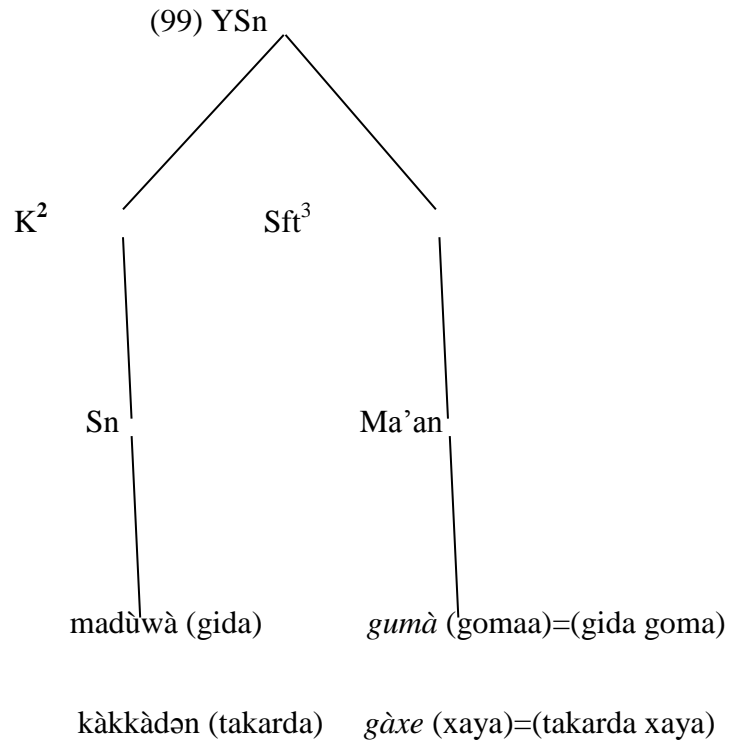 (99) YSn
K² Sft³
Sn Ma’an
madùwà (gida) gumà (gomaa)=(gida goma)
kàkkàdən (takarda) gàxe (xaya)=(takarda xaya)